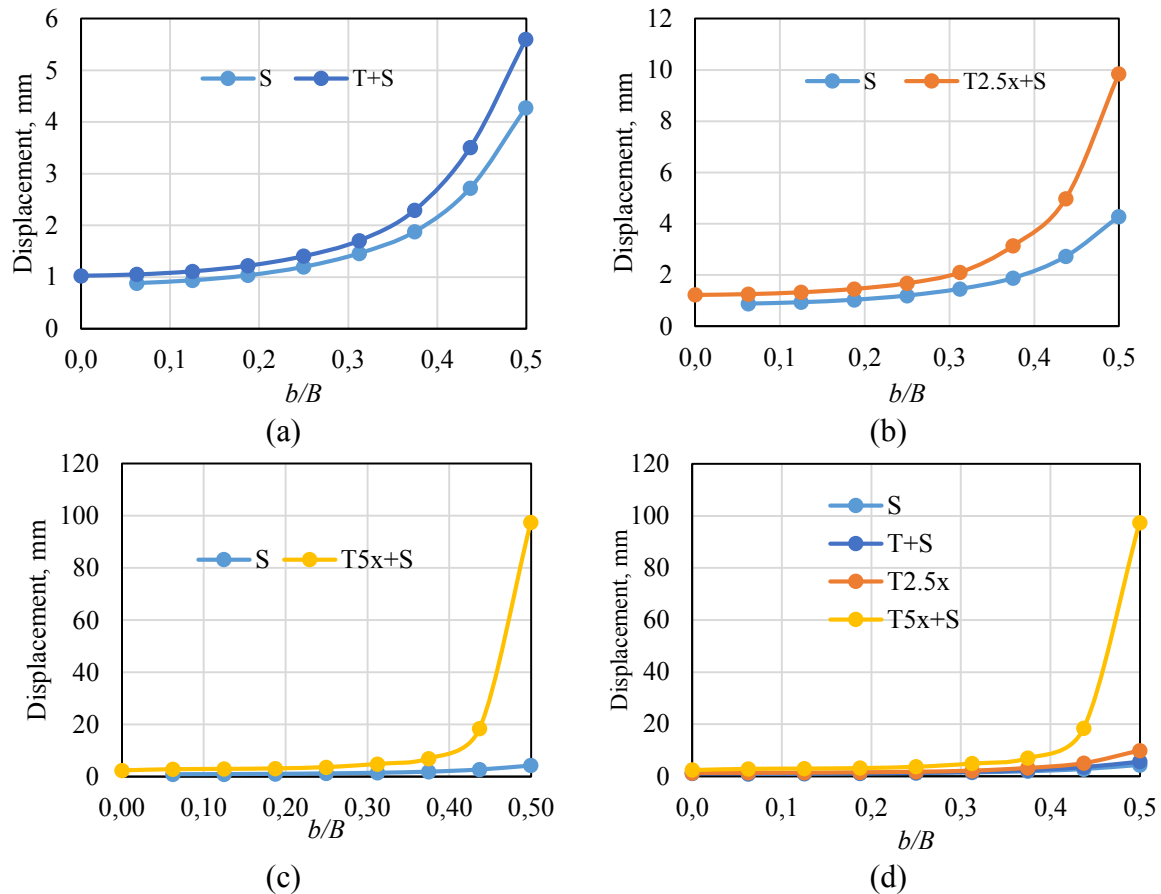 6
5
4
3
2
1
0
Displacement, mm
S T+S
0,0 0,1 0,2 0,3 0,4 0,5
b/B
(a)
12
10
8
6
4
2
0
Displacement, mm
S T2.5x+S
0,0 0,1 0,2 0,3 0,4 0,5
b/B
(b)
120
100
80
60
40
20
0
Displacement, mm
S T5x+S
0,00 0,10 0,20 0,30 0,40 0,50
b/B
(c)
120
100
80
60
40
20
0
Displacement, mm
S
T+S
T2.5x
T5x+S
0,0 0,1 0,2 0,3 0,4 0,5
b/B
(d)